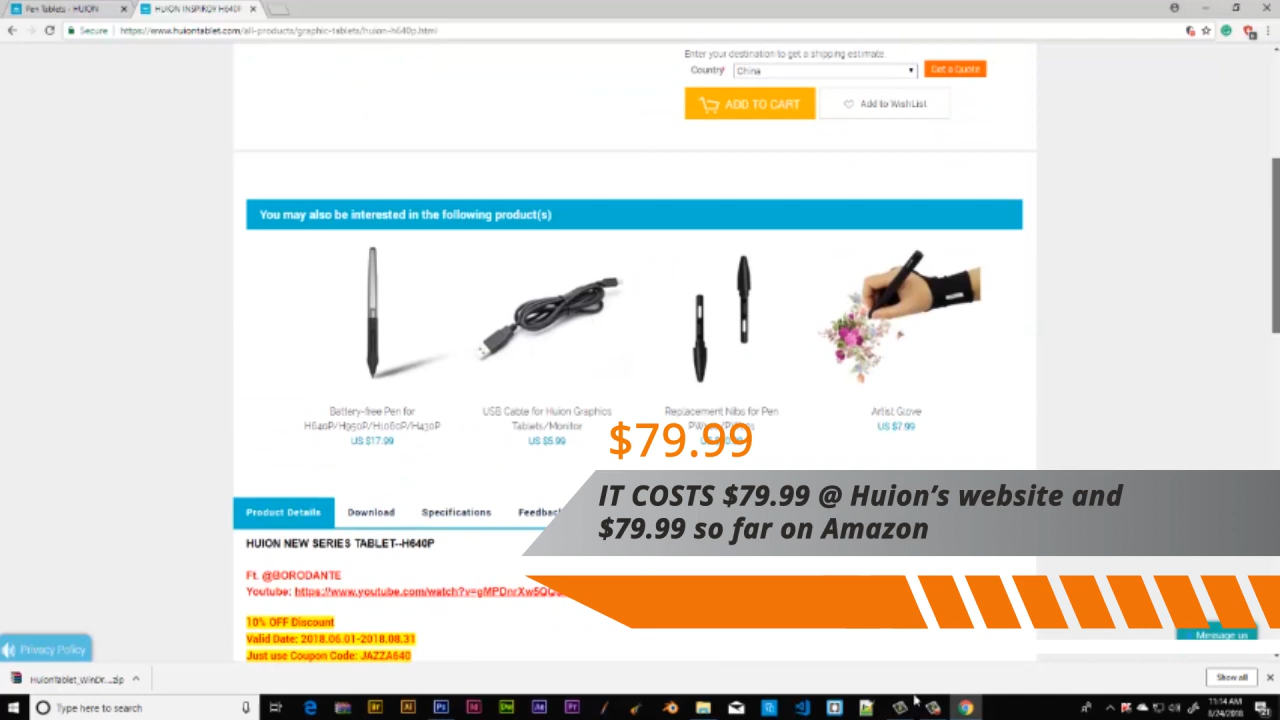 Pen Tablets - HUION
HUION INSPIROY H640P
Secure
https://www.huiontablet.com/all-products/graphic-tablets/huion-h640p.html
Enter your destination to get a shipping estimate.
Country* China Get a Quote
ADD TO CART Add to WishList
You may also be interested in the following product(s)
Battery-free Pen for
H640P/H950P/H1060P/H430P
US $17.99
USB Cable for Huion Graphics
Tablets/Monitor
US $5.99
Replacement Nibs for Pen
Artist Glove
US $7.99
$79.99
IT COSTS $79.99 @ Huion's website and
$79.99 so far on Amazon
Product Details Download Specifications
HUION NEW SERIES TABLET--H640P
Ft. @BORODANTE
Youtube:
10% OFF Discount
Valid Date: 2018.06.01-2018.08.31
Just use Coupon Code: JAZZA640
Message us
Privacy Policy
HuionTablet_WinDr....zip
Show all
Type here to search
11:14 AM
8/24/2018